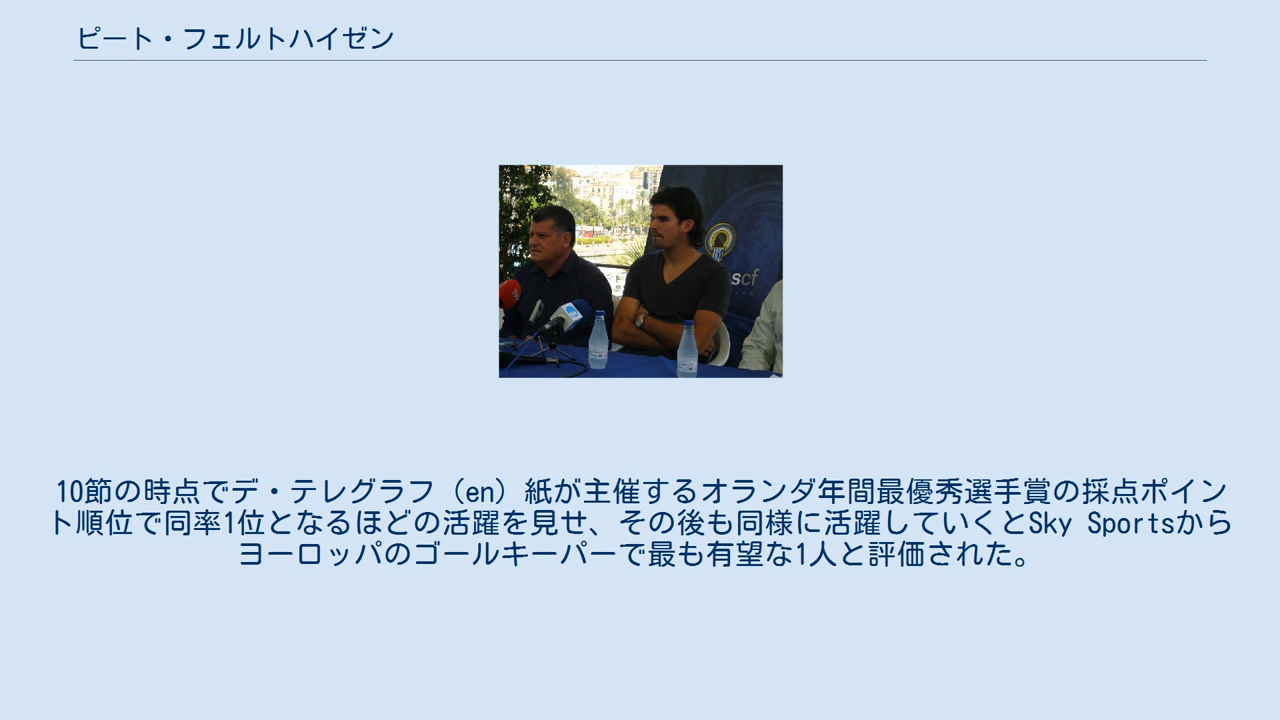 ピート・フェルトハイゼン
scf
10節の時点でデ・テレグラフ（en）紙が主催するオランダ年間最優秀選手賞の採点ポイン
ト順位で同率1位となるほどの活躍を見せ、その後も同様に活躍していくとSky Sportsから
ヨーロッパのゴールキーパーで最も有望な1人と評価された。